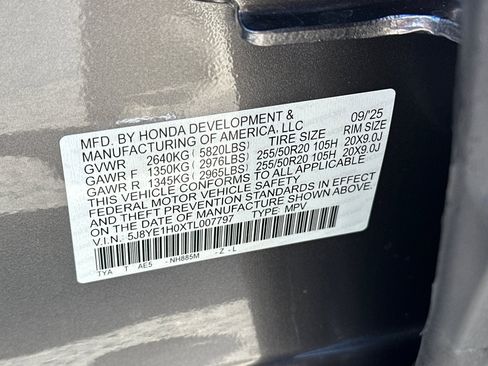 MFD. BY HONDA DEVELOPMENT & 09/'25
MANUFACTURING OF AMERICA, LLC TIRE SIZE RIM SIZE
GVWR 2640KG ( 5820LBS)
GAWR F 1350KG ( 2976LBS) 255/50R20 105H 20X9.0J
GAWR R 1345KG ( 2965LBS) 255/50R20 105H 20X9.0J
THIS VEHICLE CONFORMS TO ALL APPLICABLE
FEDERAL MOTOR VEHICLE SAFETY
AND THEFT PREVENTION STANDARDS IN EFFECT
ON THE DATE OF MANUFACTURE SHOWN ABOVE.
V.I.N.: 5J8YE1H0XTL007797 TYPE: MPV
TYA T AE5 - NH885M - Z - L